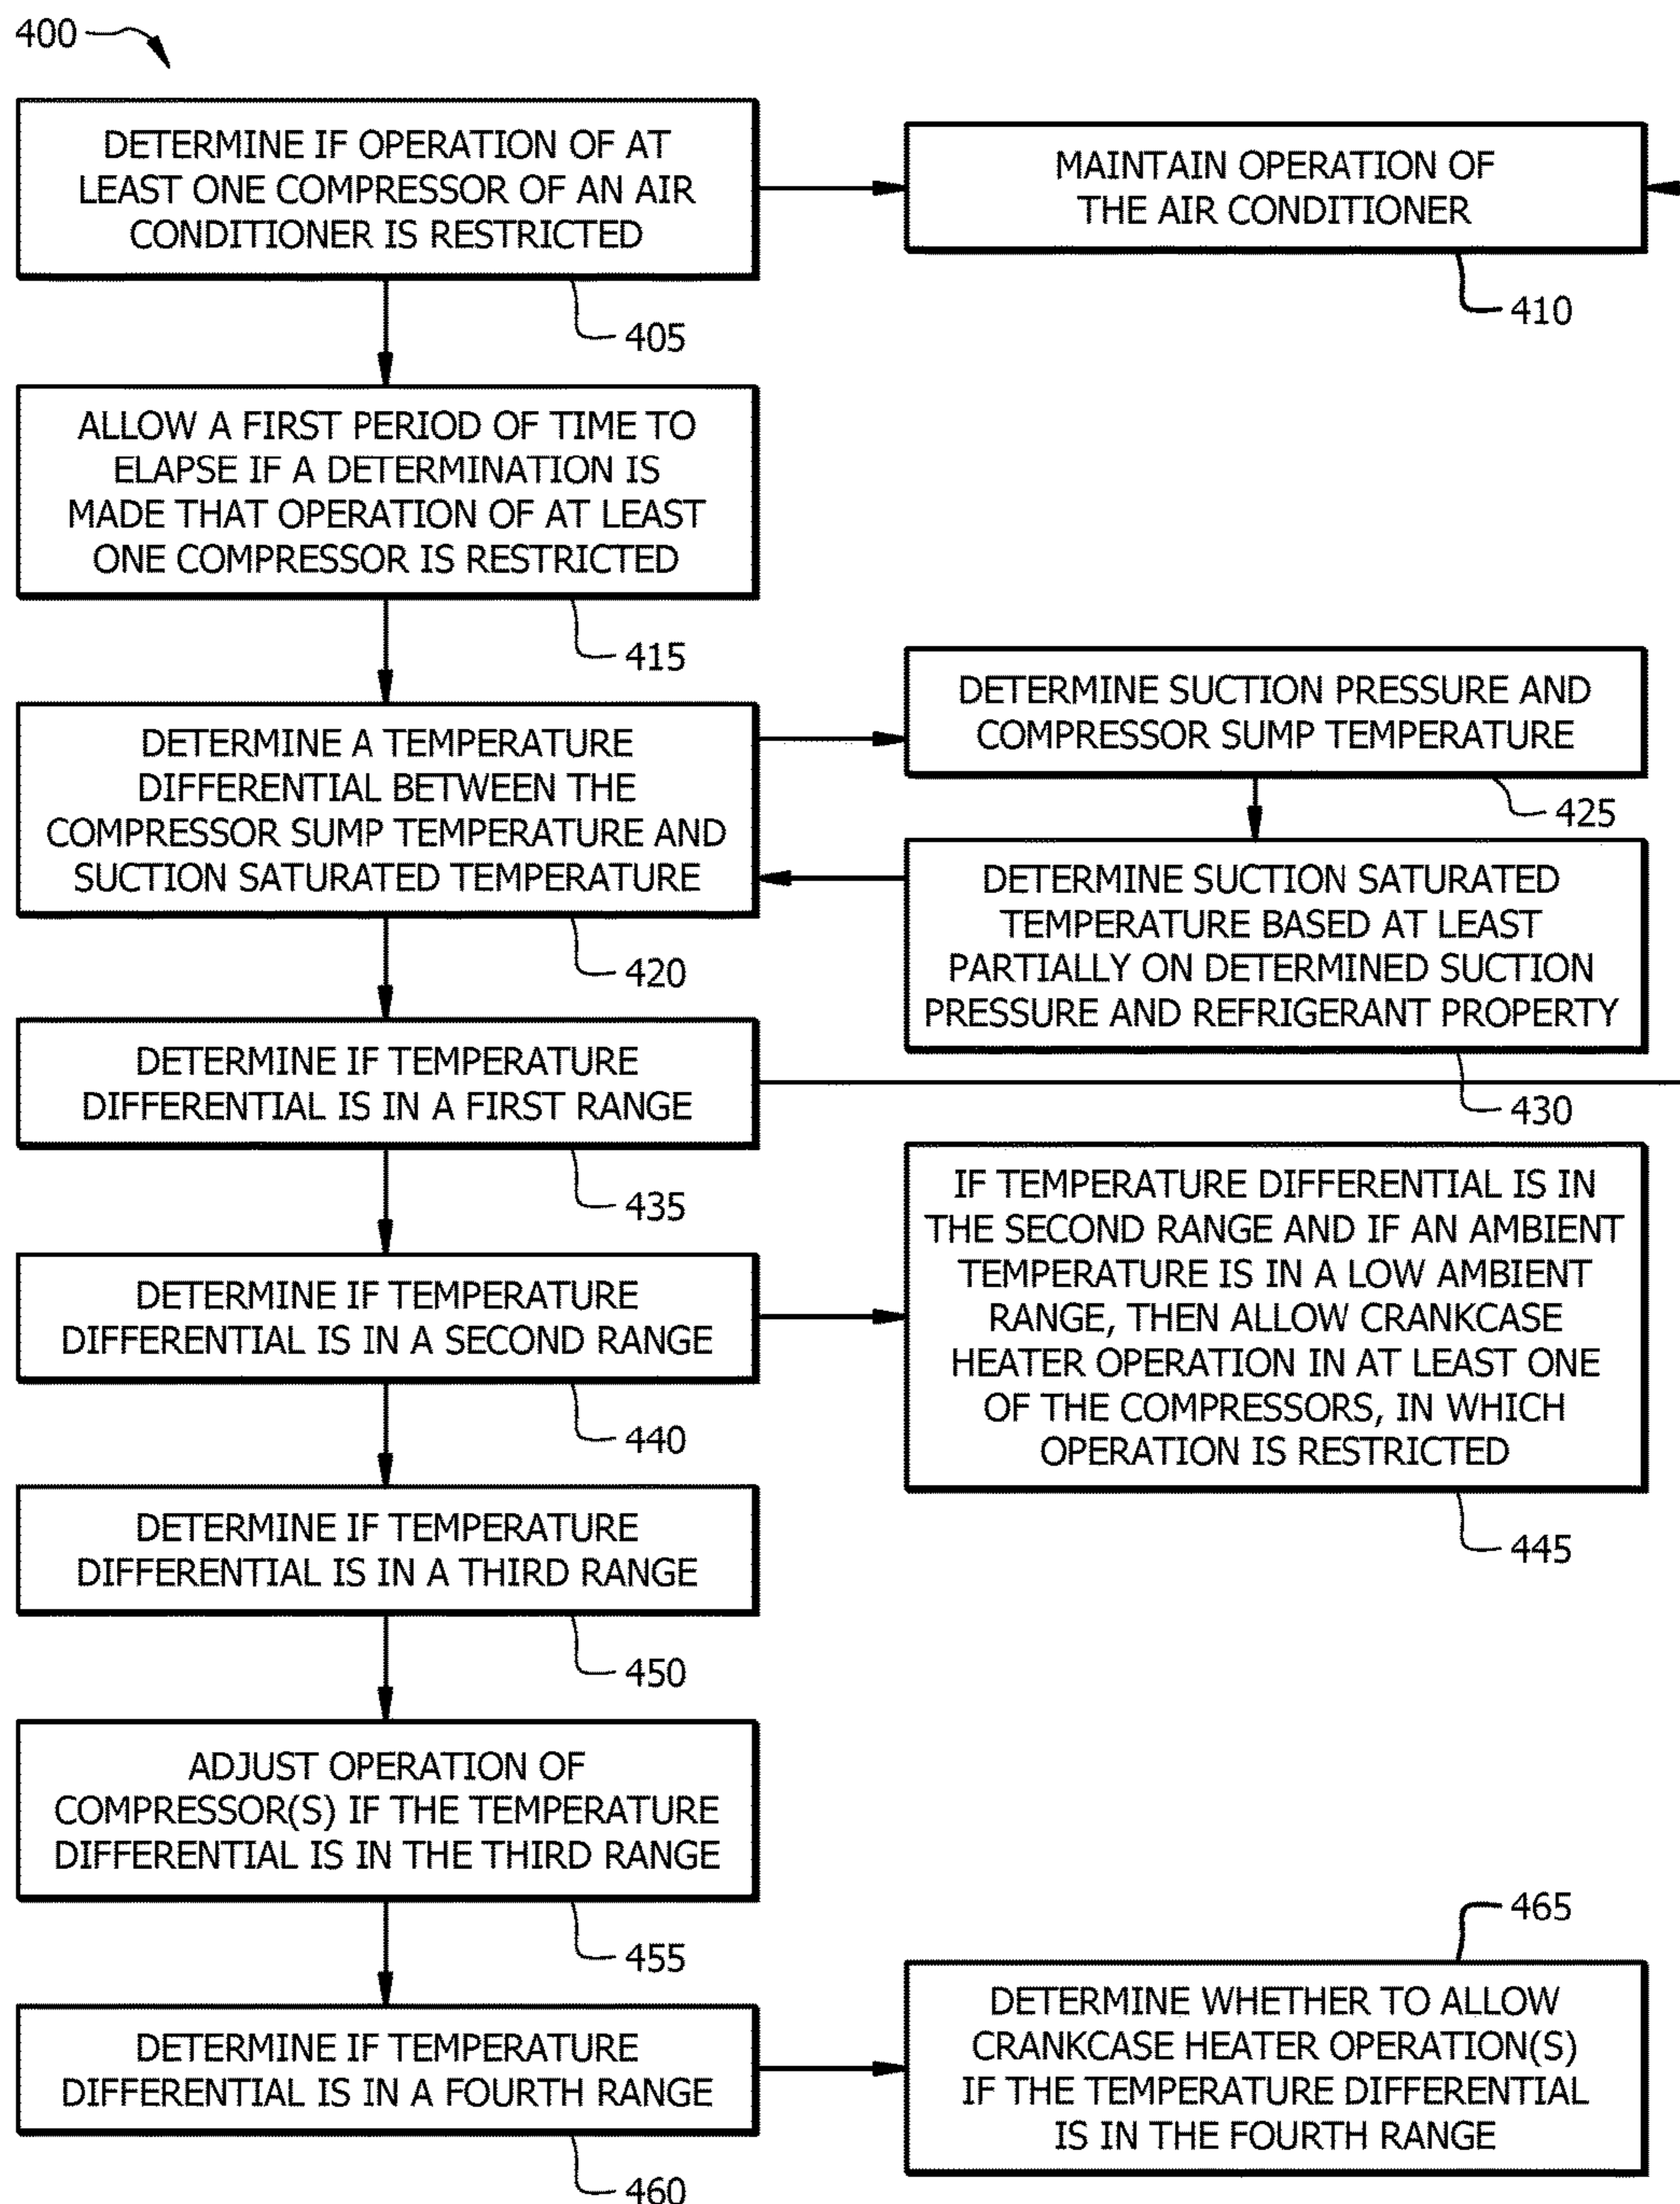 400
DETERMINE IF OPERATION OF AT
LEAST ONE COMPRESSOR OF AN AIR
CONDITIONER IS RESTRICTED
405
MAINTAIN OPERATION OF
THE AIR CONDITIONER
410
ALLOW A FIRST PERIOD OF TIME TO
ELAPSE IF A DETERMINATION IS
MADE THAT OPERATION OF AT LEAST
ONE COMPRESSOR IS RESTRICTED
415
DETERMINE A TEMPERATURE
DIFFERENTIAL BETWEEN THE
COMPRESSOR SUMP TEMPERATURE AND
SUCTION SATURATED TEMPERATURE
420
DETERMINE SUCTION PRESSURE AND
COMPRESSOR SUMP TEMPERATURE
425
DETERMINE SUCTION SATURATED
TEMPERATURE BASED AT LEAST
PARTIALLY ON DETERMINED SUCTION
PRESSURE AND REFRIGERANT PROPERTY
430
DETERMINE IF TEMPERATURE
DIFFERENTIAL IS IN A FIRST RANGE
435
DETERMINE IF TEMPERATURE
DIFFERENTIAL IS IN A SECOND RANGE
440
IF TEMPERATURE DIFFERENTIAL IS IN
THE SECOND RANGE AND IF AN AMBIENT
TEMPERATURE IS IN A LOW AMBIENT
RANGE, THEN ALLOW CRANKCASE
HEATER OPERATION IN AT LEAST ONE
OF THE COMPRESSORS, IN WHICH
OPERATION IS RESTRICTED
445
DETERMINE IF TEMPERATURE
DIFFERENTIAL IS IN A THIRD RANGE
450
ADJUST OPERATION OF
COMPRESSOR(S) IF THE TEMPERATURE
DIFFERENTIAL IS IN THE THIRD RANGE
455
DETERMINE IF TEMPERATURE
DIFFERENTIAL IS IN A FOURTH RANGE
460
465
DETERMINE WHETHER TO ALLOW
CRANKCASE HEATER OPERATION(S)
IF THE TEMPERATURE DIFFERENTIAL
IS IN THE FOURTH RANGE